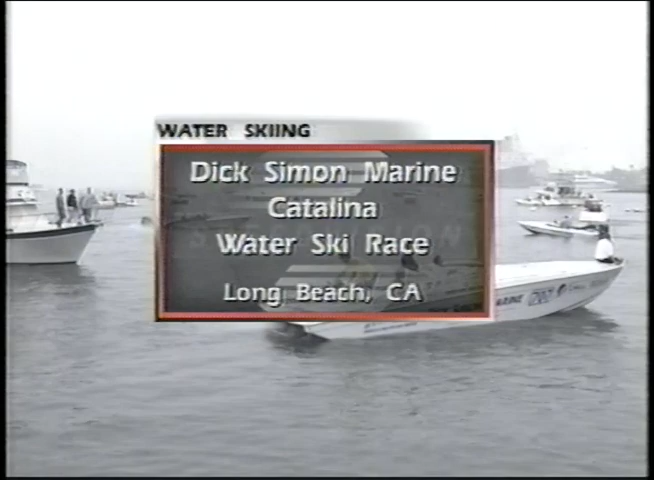 WATER SKIING
Dick Simon Marine
Catalina
Water Ski Race
Long Beach, CA